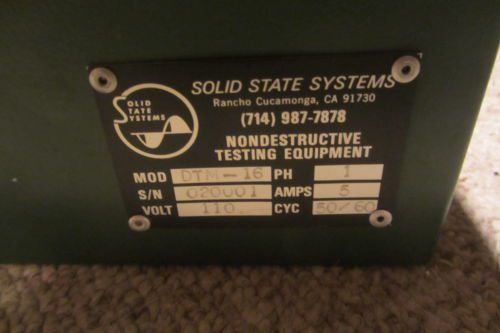 SOLID
STATE
SYSTEMS
SOLID STATE SYSTEMS
Rancho Cucamonga, CA 91730
(714) 987-7878
NONDESTRUCTIVE
TESTING EQUIPMENT
MOD DTM-16 PH 1
S/N 020001 AMPS 5
VOLT 110 CYC 50/60